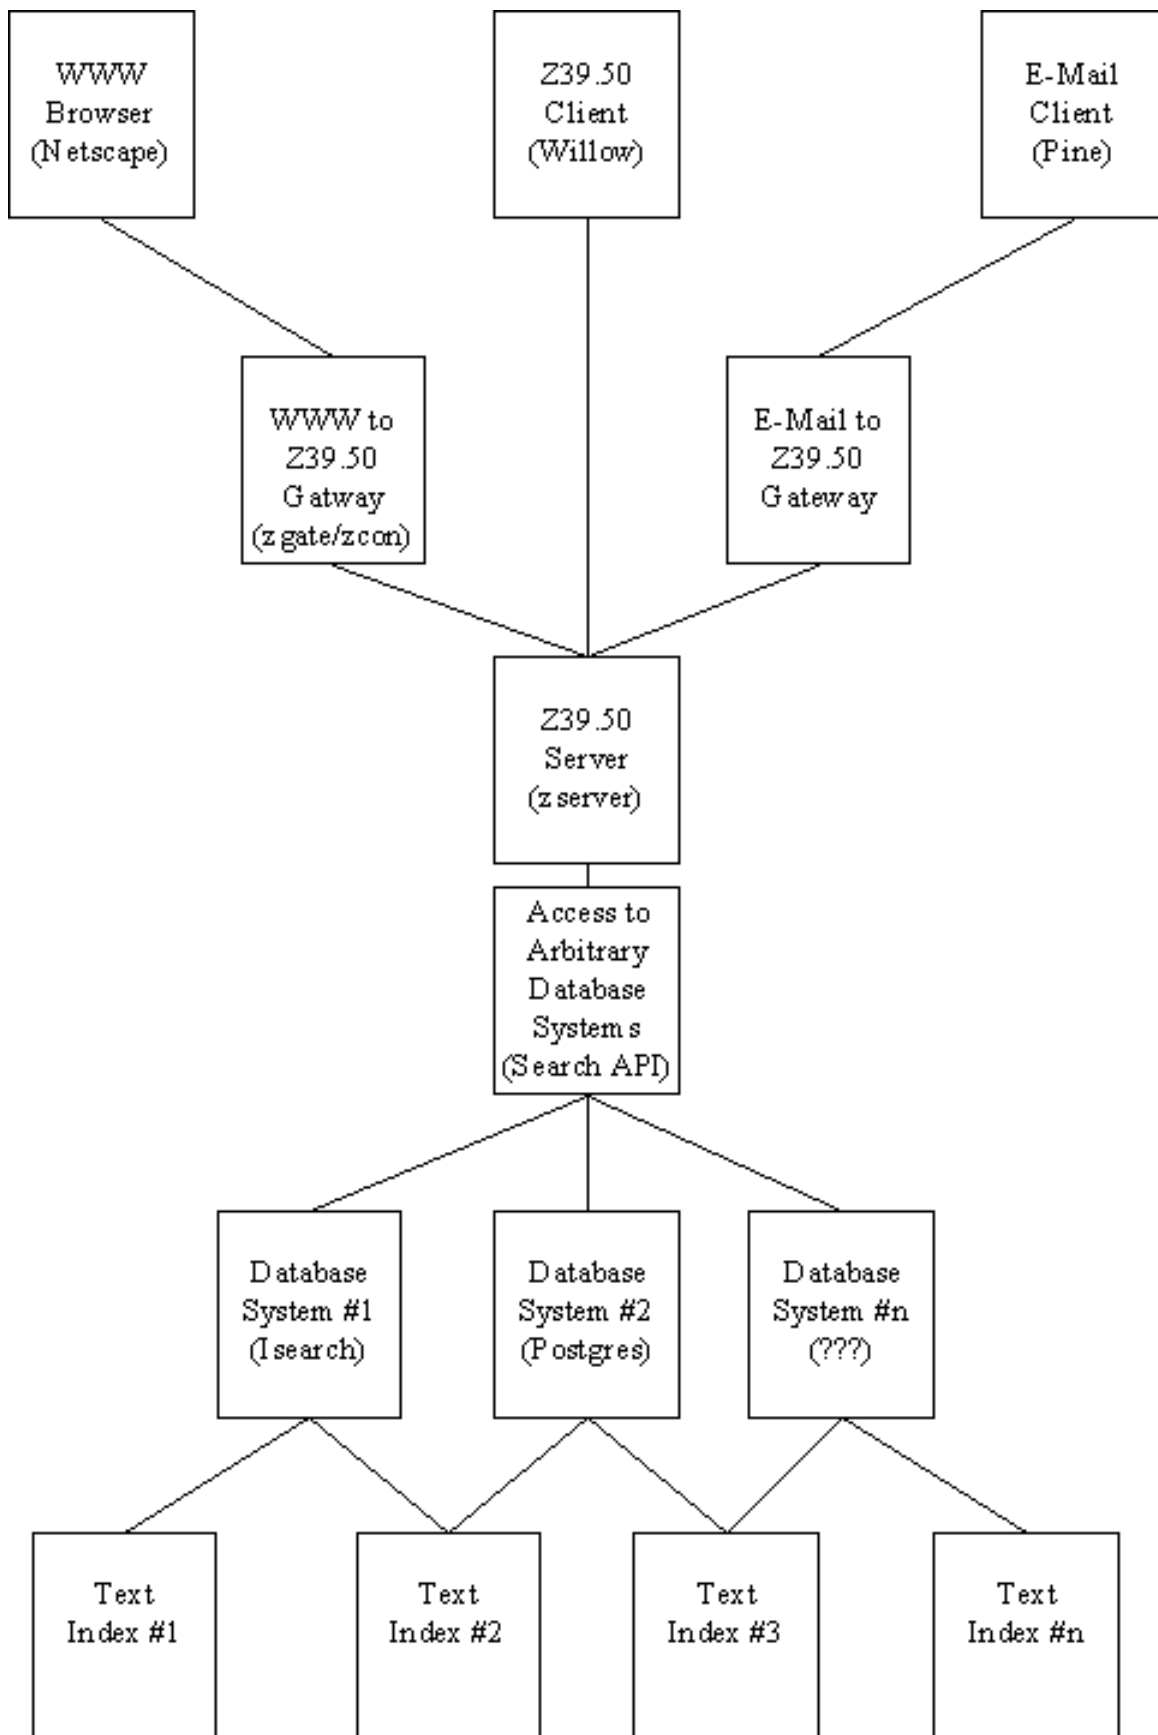 WWW
Browser
(Netscape)
Z39.50
Client
(Willow)
E-Mail
Client
(Pine)
WWW to
Z39.50
Gatway
(zgate/zcon)
E-Mail to
Z39.50
Gateway
Z39.50
Server
(zserver)
Access to
Arbitrary
Database
Systems
(Search API)
Database
System #1
(Isearch)
Database
System #2
(Postgres)
Database
System #n
(???)
Text
Index #1
Text
Index #2
Text
Index #3
Text
Index #n